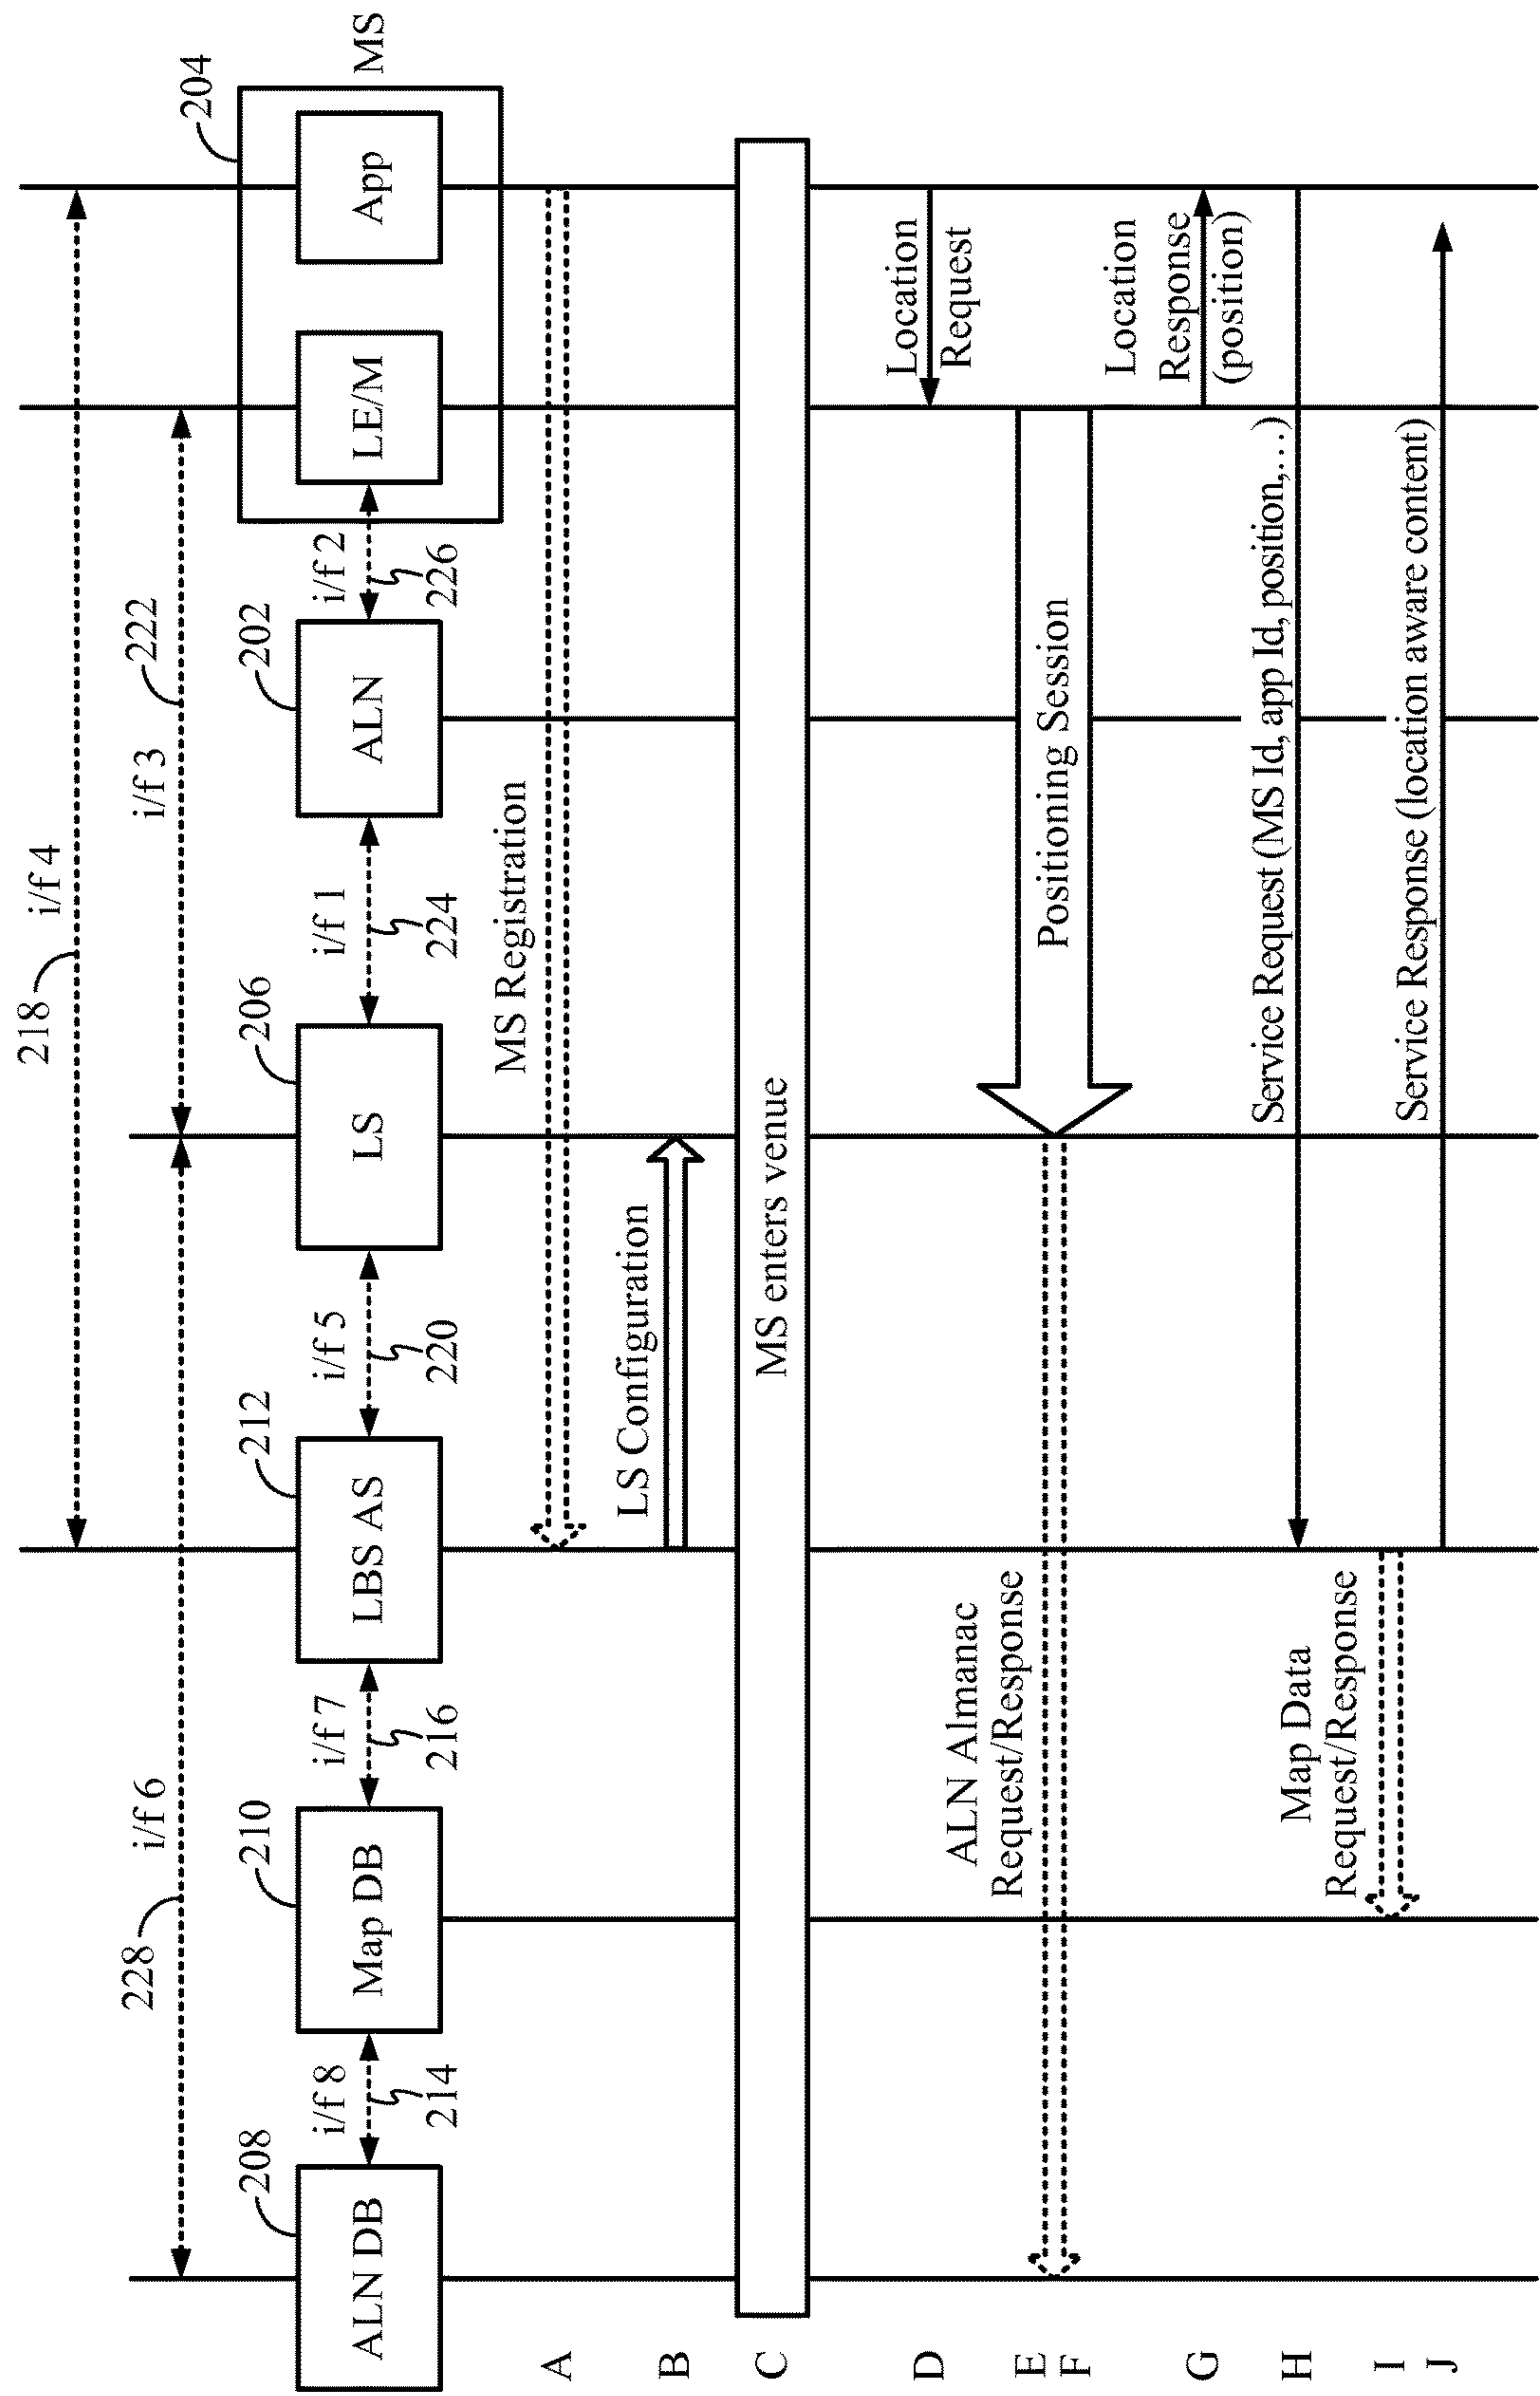 218
i/f 4
228
i/f 6
i/f 3
222
208
210
212
206
202
204
ALN DB
i/f 8
214
Map DB
i/f 7
216
LBS AS
i/f 5
220
LS
i/f 1
224
ALN
i/f 2
226
LE/M
App
MS
A
MS Registration
B
LS Configuration
C
MS enters venue
D
Location
Request
E
Positioning Session
F
ALN Almanac
Request/Response
G
Location
Response
(position)
H
Service Request (MS Id, app Id, position,...)
I
Map Data
Request/Response
J
Service Response (location aware content)